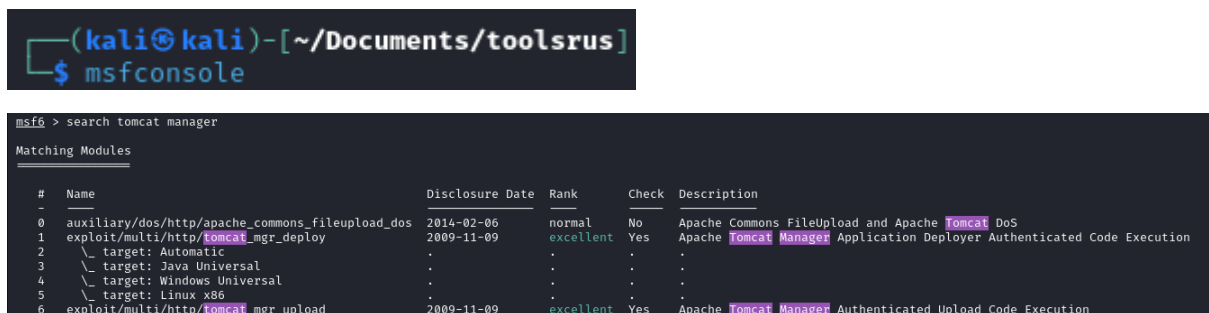 ┌──(kali㉿kali)-[~/Documents/toolsrus]
└─$ msfconsole
msf6 > search tomcat manager
Matching Modules
================
# Name Disclosure Date Rank Check Description
- ---- --------------- ---- ----- -----------
0 auxiliary/dos/http/apache_commons_fileupload_dos 2014-02-06 normal No Apache Commons FileUpload and Apache Tomcat DoS
1 exploit/multi/http/tomcat_mgr_deploy 2009-11-09 excellent Yes Apache Tomcat Manager Application Deployer Authenticated Code Execution
2 \_ target: Automatic . . . .
3 \_ target: Java Universal . . . .
4 \_ target: Windows Universal . . . .
5 \_ target: Linux x86 . . . .
6 exploit/multi/http/tomcat_mgr_upload 2009-11-09 excellent Yes Apache Tomcat Manager Authenticated Upload Code Execution